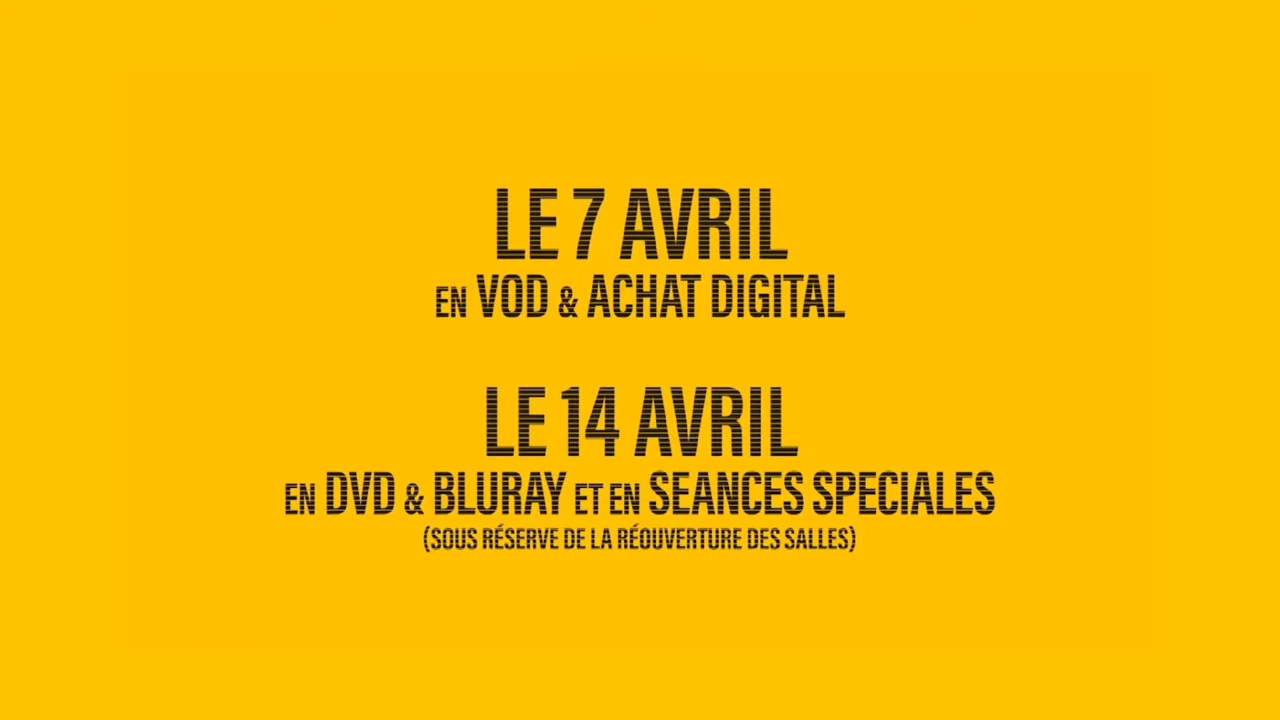 LE 7 AVRIL
EN VOD & ACHAT DIGITAL
LE 14 AVRIL
EN DVD & BLURAY ET EN SEANCES SPECIALES
(SOUS RÉSERVE DE LA RÉOUVERTURE DES SALLES)